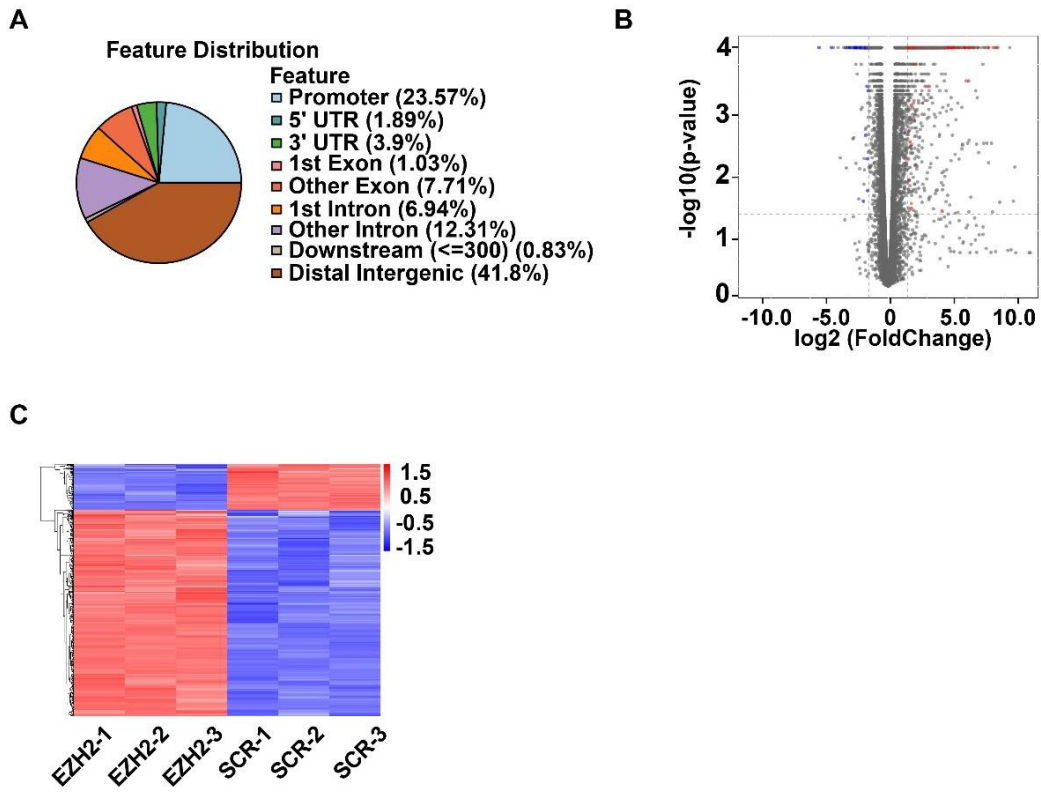 A
Feature Distribution
Feature
Promoter (23.57%)
5' UTR (1.89%)
3' UTR (3.9%)
1st Exon (1.03%)
Other Exon (7.71%)
1st Intron (6.94%)
Other Intron (12.31%)
Downstream (<=300) (0.83%)
Distal Intergenic (41.8%)
B
4
3
2
1
0
-log10(p-value)
-10.0 -5.0 0 5.0 10.0
log2 (FoldChange)
C
1.5
0.5
-0.5
-1.5
EZH2-1 EZH2-2 EZH2-3 SCR-1 SCR-2 SCR-3